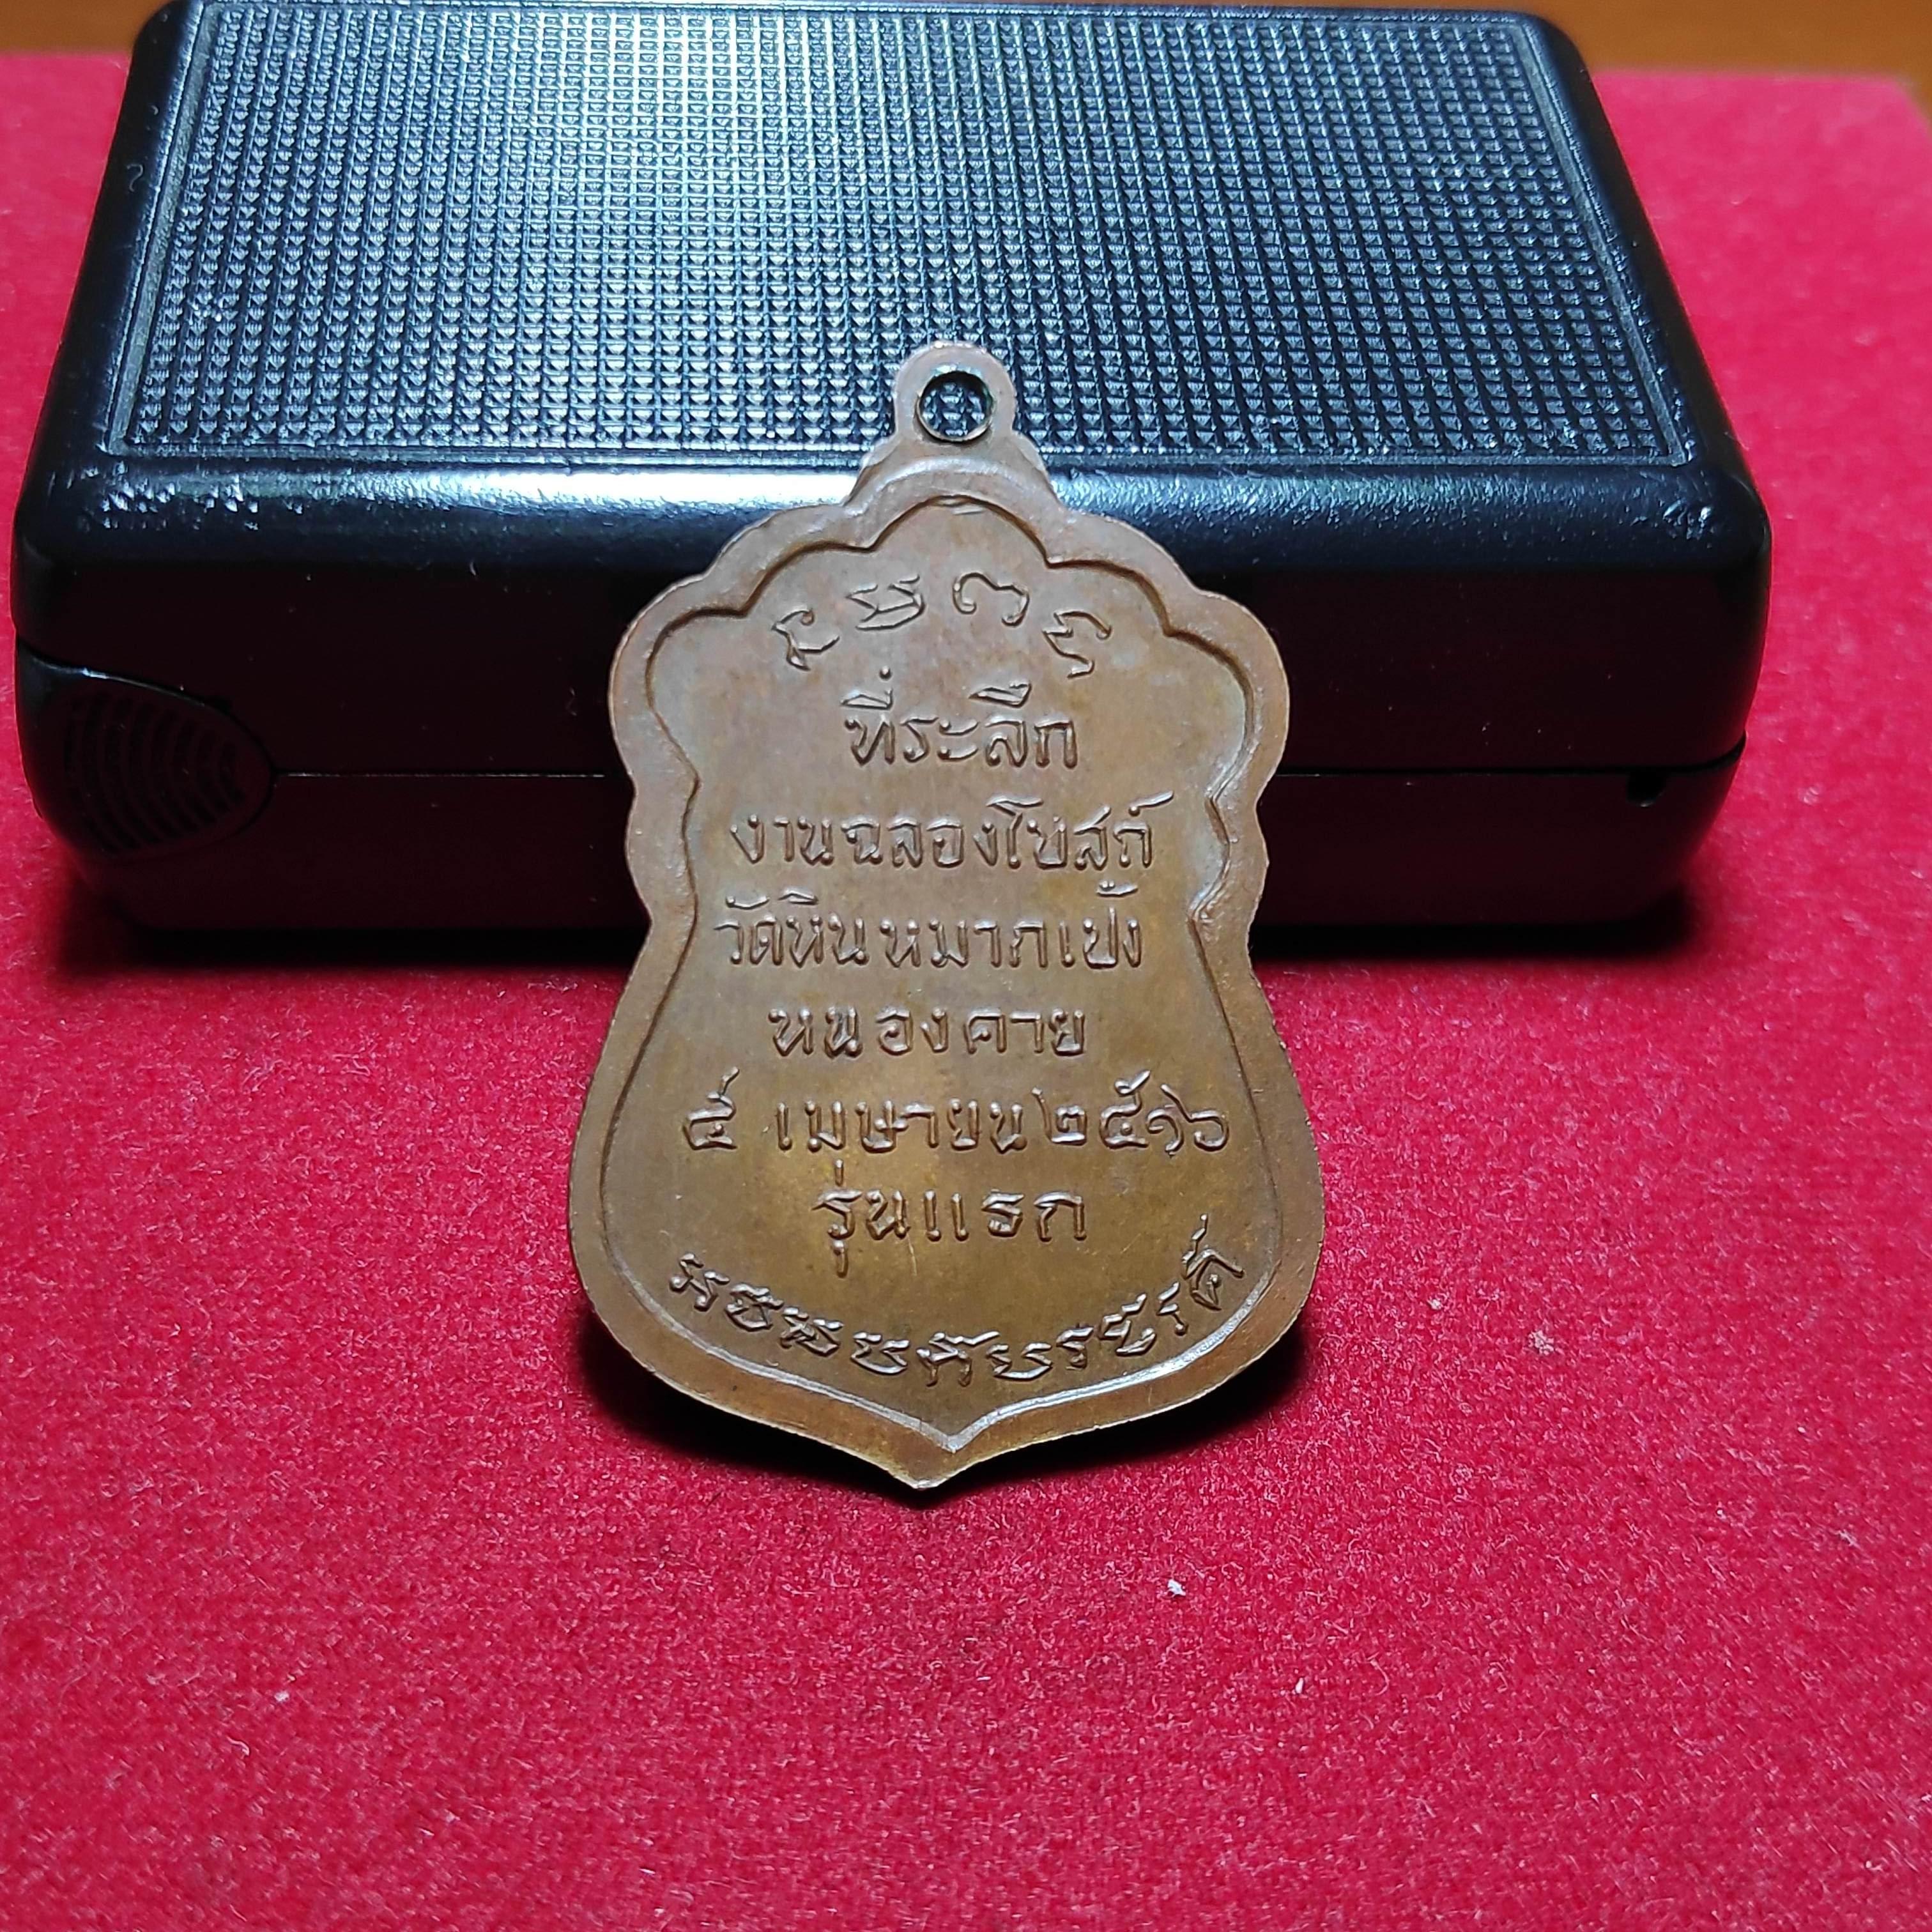 ที่ระลึก
งานฉลองโบสถ์
วัดหินหมากเป้ง
หนองคาย
๔ เมษายน ๒๕๑๖
รุ่นแรก